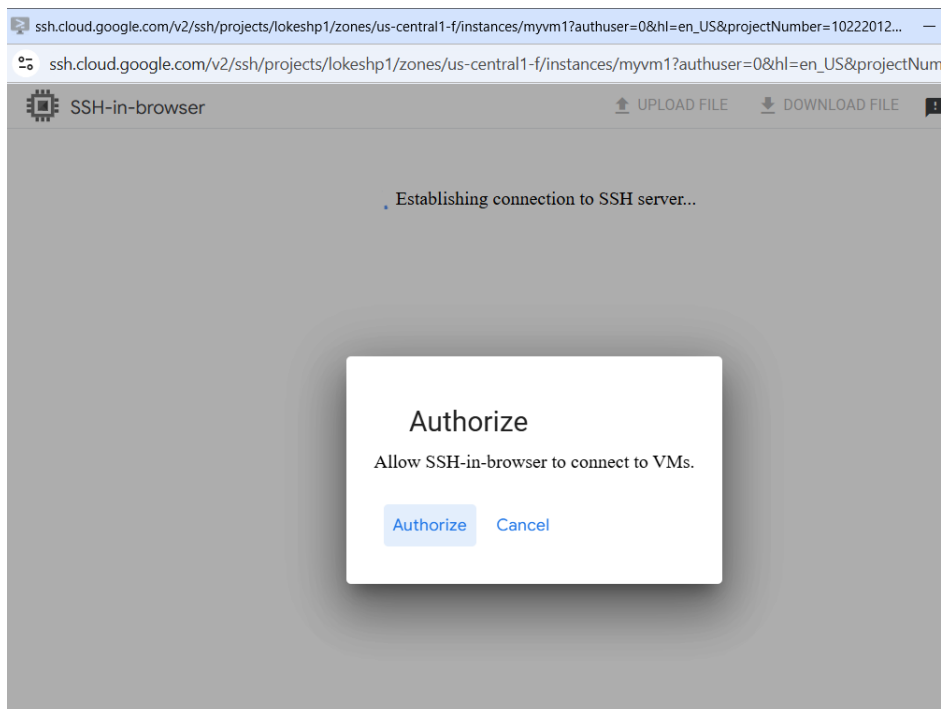 ssh.cloud.google.com/v2/ssh/projects/lokeshp1/zones/us-central1-f/instances/myvm1?authuser=0&hl=en_US&projectNumber=10222012...
ssh.cloud.google.com/v2/ssh/projects/lokeshp1/zones/us-central1-f/instances/myvm1?authuser=0&hl=en_US&projectNum
SSH-in-browser UPLOAD FILE DOWNLOAD FILE
Establishing connection to SSH server...
Authorize
Allow SSH-in-browser to connect to VMs.
Authorize Cancel